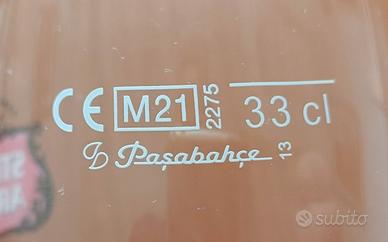 CE M21 2275 33 cl
Paşabahçe 13
subito